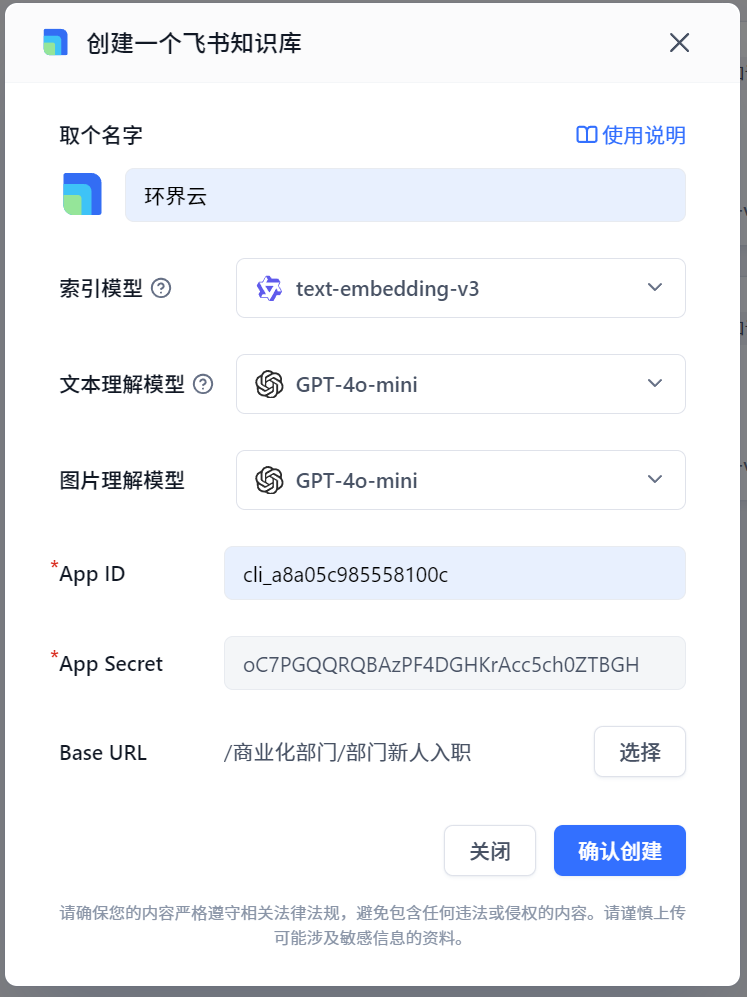 创建一个飞书知识库
取个名字
使用说明
环界云
索引模型
text-embedding-v3
文本理解模型
GPT-4o-mini
图片理解模型
GPT-4o-mini
*App ID
cli_a8a05c985558100c
*App Secret
oC7PGQQRQBAzPF4DGHKrAcc5ch0ZTBGH
Base URL
/商业化部门/部门新人入职
选择
关闭
确认创建
请确保您的内容严格遵守相关法律法规，避免包含任何违法或侵权的内容。请谨慎上传
可能涉及敏感信息的资料。